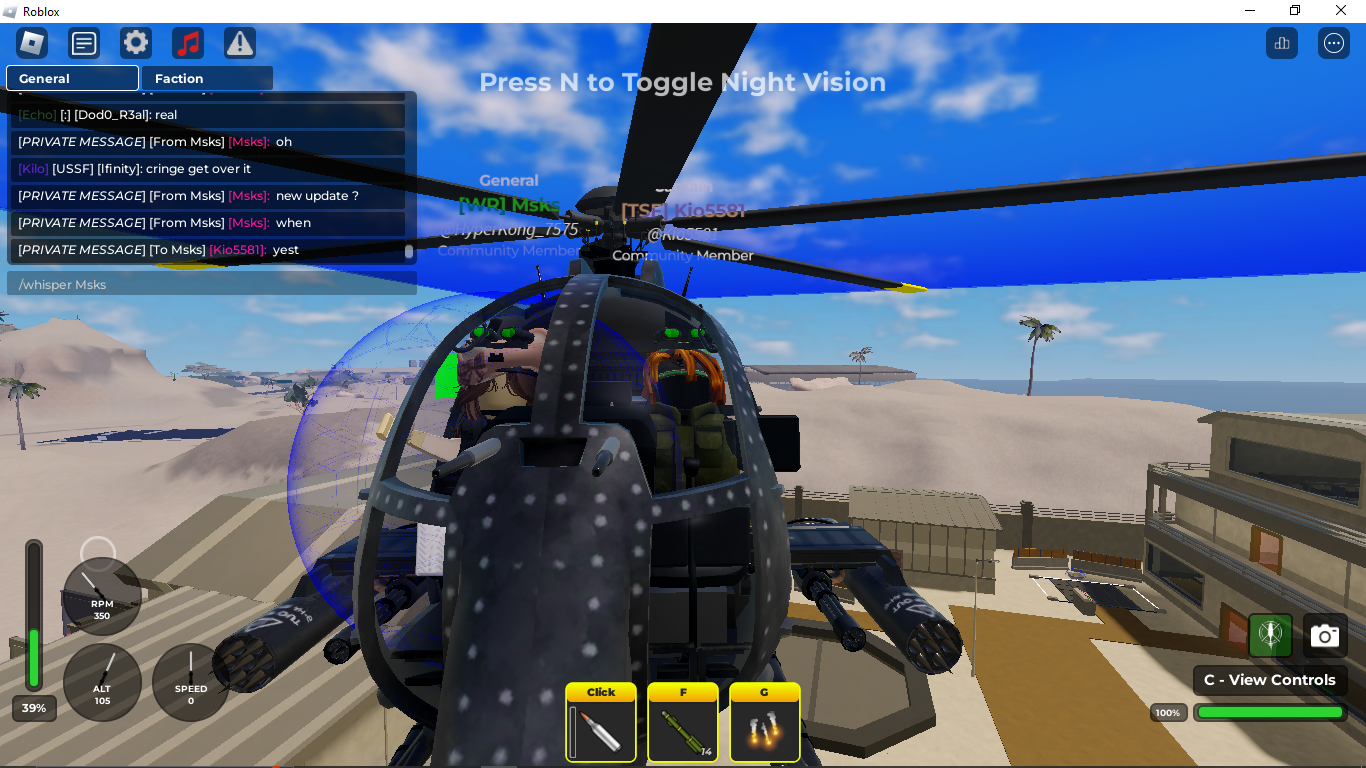 Roblox
General
Faction
Press N to Toggle Night Vision
[Echo] [:] [Dod0_R3al]: real
[PRIVATE MESSAGE] [From Msks] [Msks]: oh
[Kilo] [USSF] [Ifinity]: cringe get over it
[PRIVATE MESSAGE] [From Msks] [Msks]: new update ?
[PRIVATE MESSAGE] [From Msks] [Msks]: when
[PRIVATE MESSAGE] [To Msks] [Kio5581]: yest
/whisper Msks
General
[WR] Msks
@HyperKong_7575
Community Member
[TSF] Kio5581
@Kio5581
Community Member
RPM
350
ALT
105
SPEED
0
39%
Click
F
14
G
C - View Controls
100%